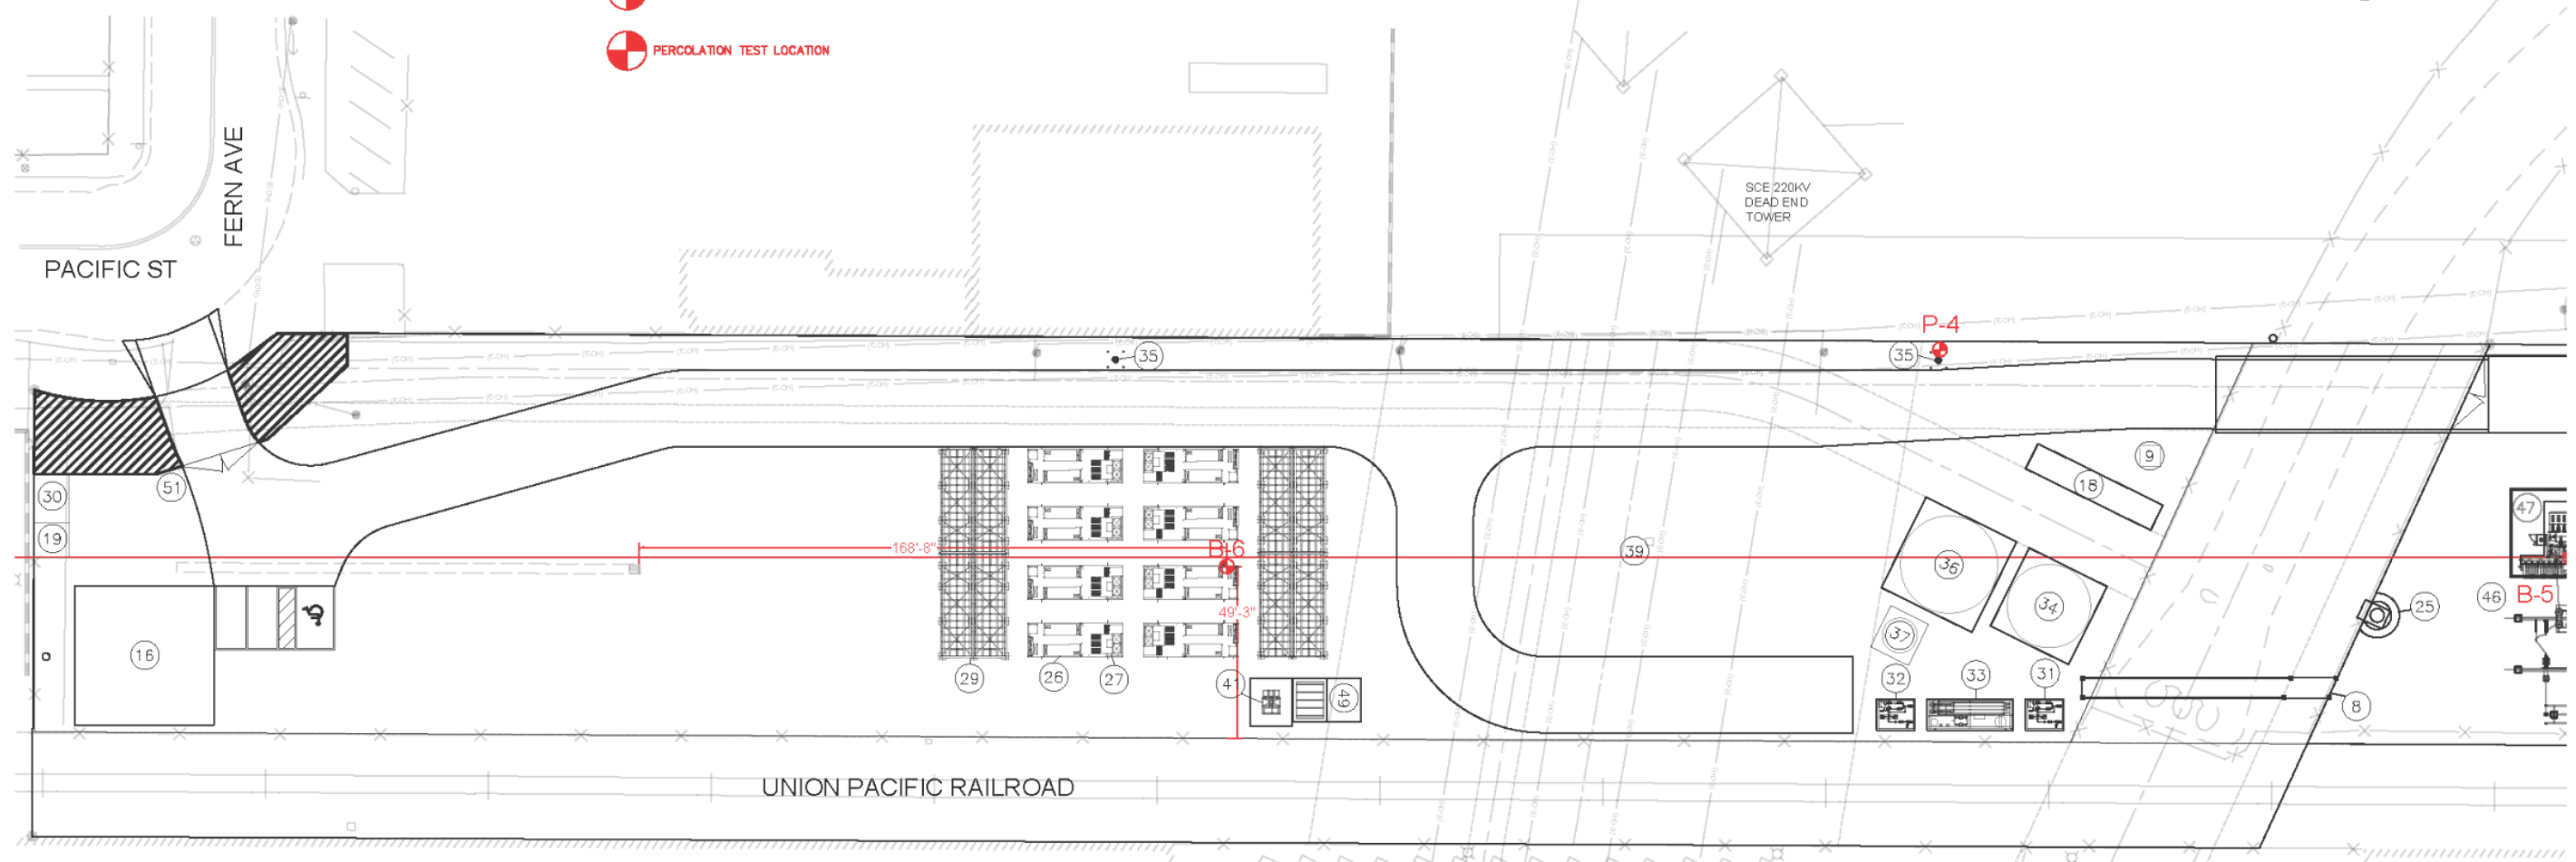 PERCOLATION TEST LOCATION
FERN AVE
PACIFIC ST
SCE 220KV
DEAD END
TOWER
P-4
35
35
51
30
19
168'-8"
B-6
49'-3"
39
9
18
36
34
37
47
46
B-5
25
16
29
26
27
41
49
32
33
31
8
UNION PACIFIC RAILROAD